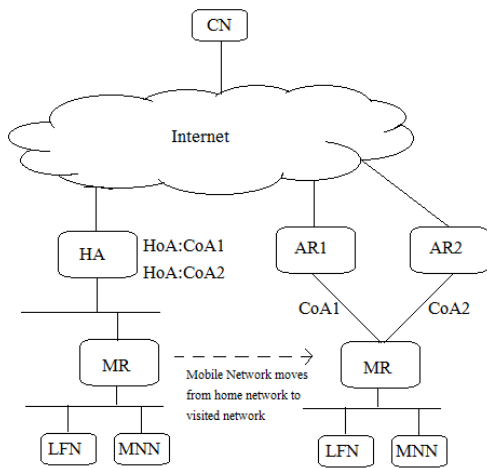 CN
Internet
HA
HoA:CoA1
HoA:CoA2
AR1
AR2
CoA1
CoA2
MR
MR
Mobile Network moves
from home network to
visited network
LFN
MNN
LFN
MNN